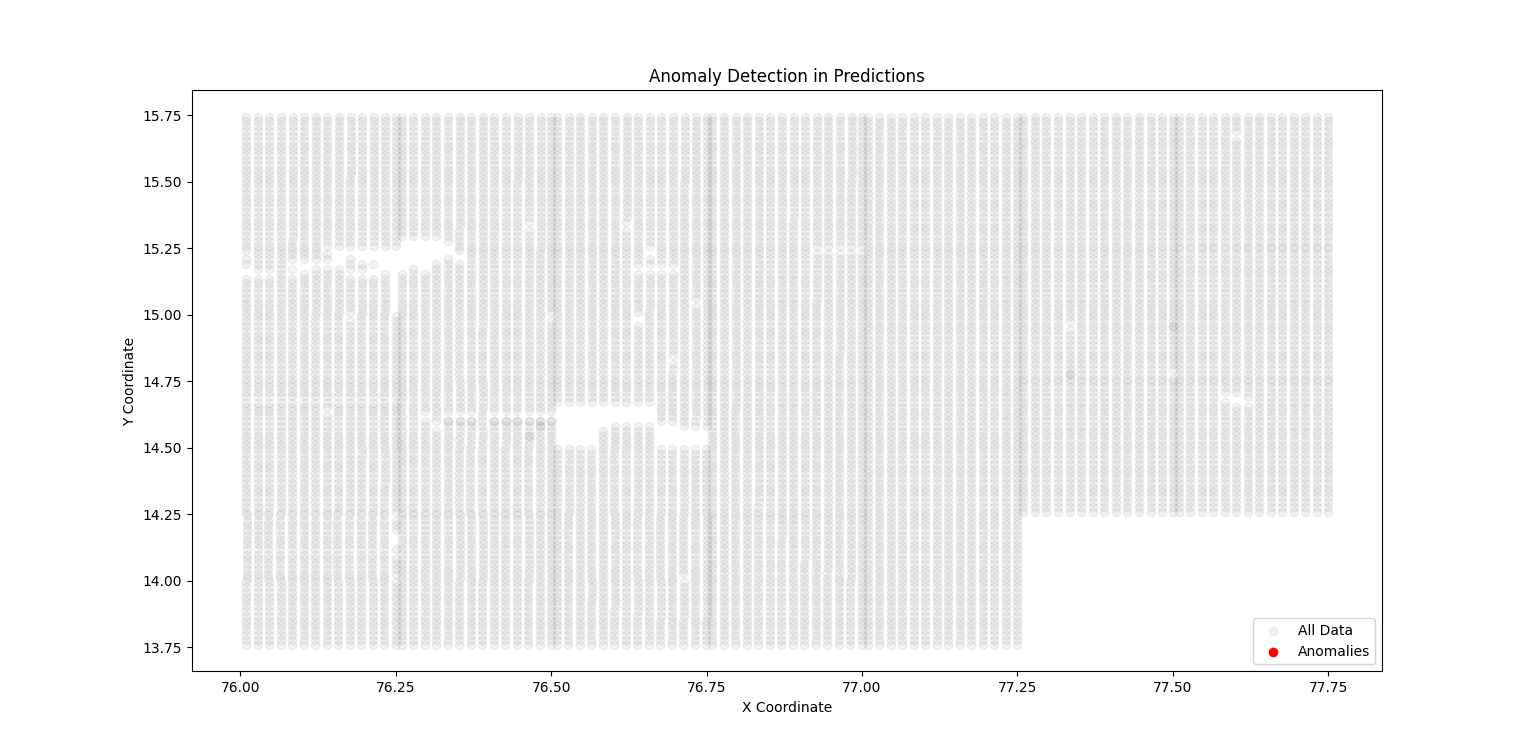 Anomaly Detection in Predictions
15.75
15.50
15.25
15.00
14.75
14.50
14.25
14.00
13.75
Y Coordinate
All Data
Anomalies
76.00 76.25 76.50 76.75 77.00 77.25 77.50 77.75
X Coordinate